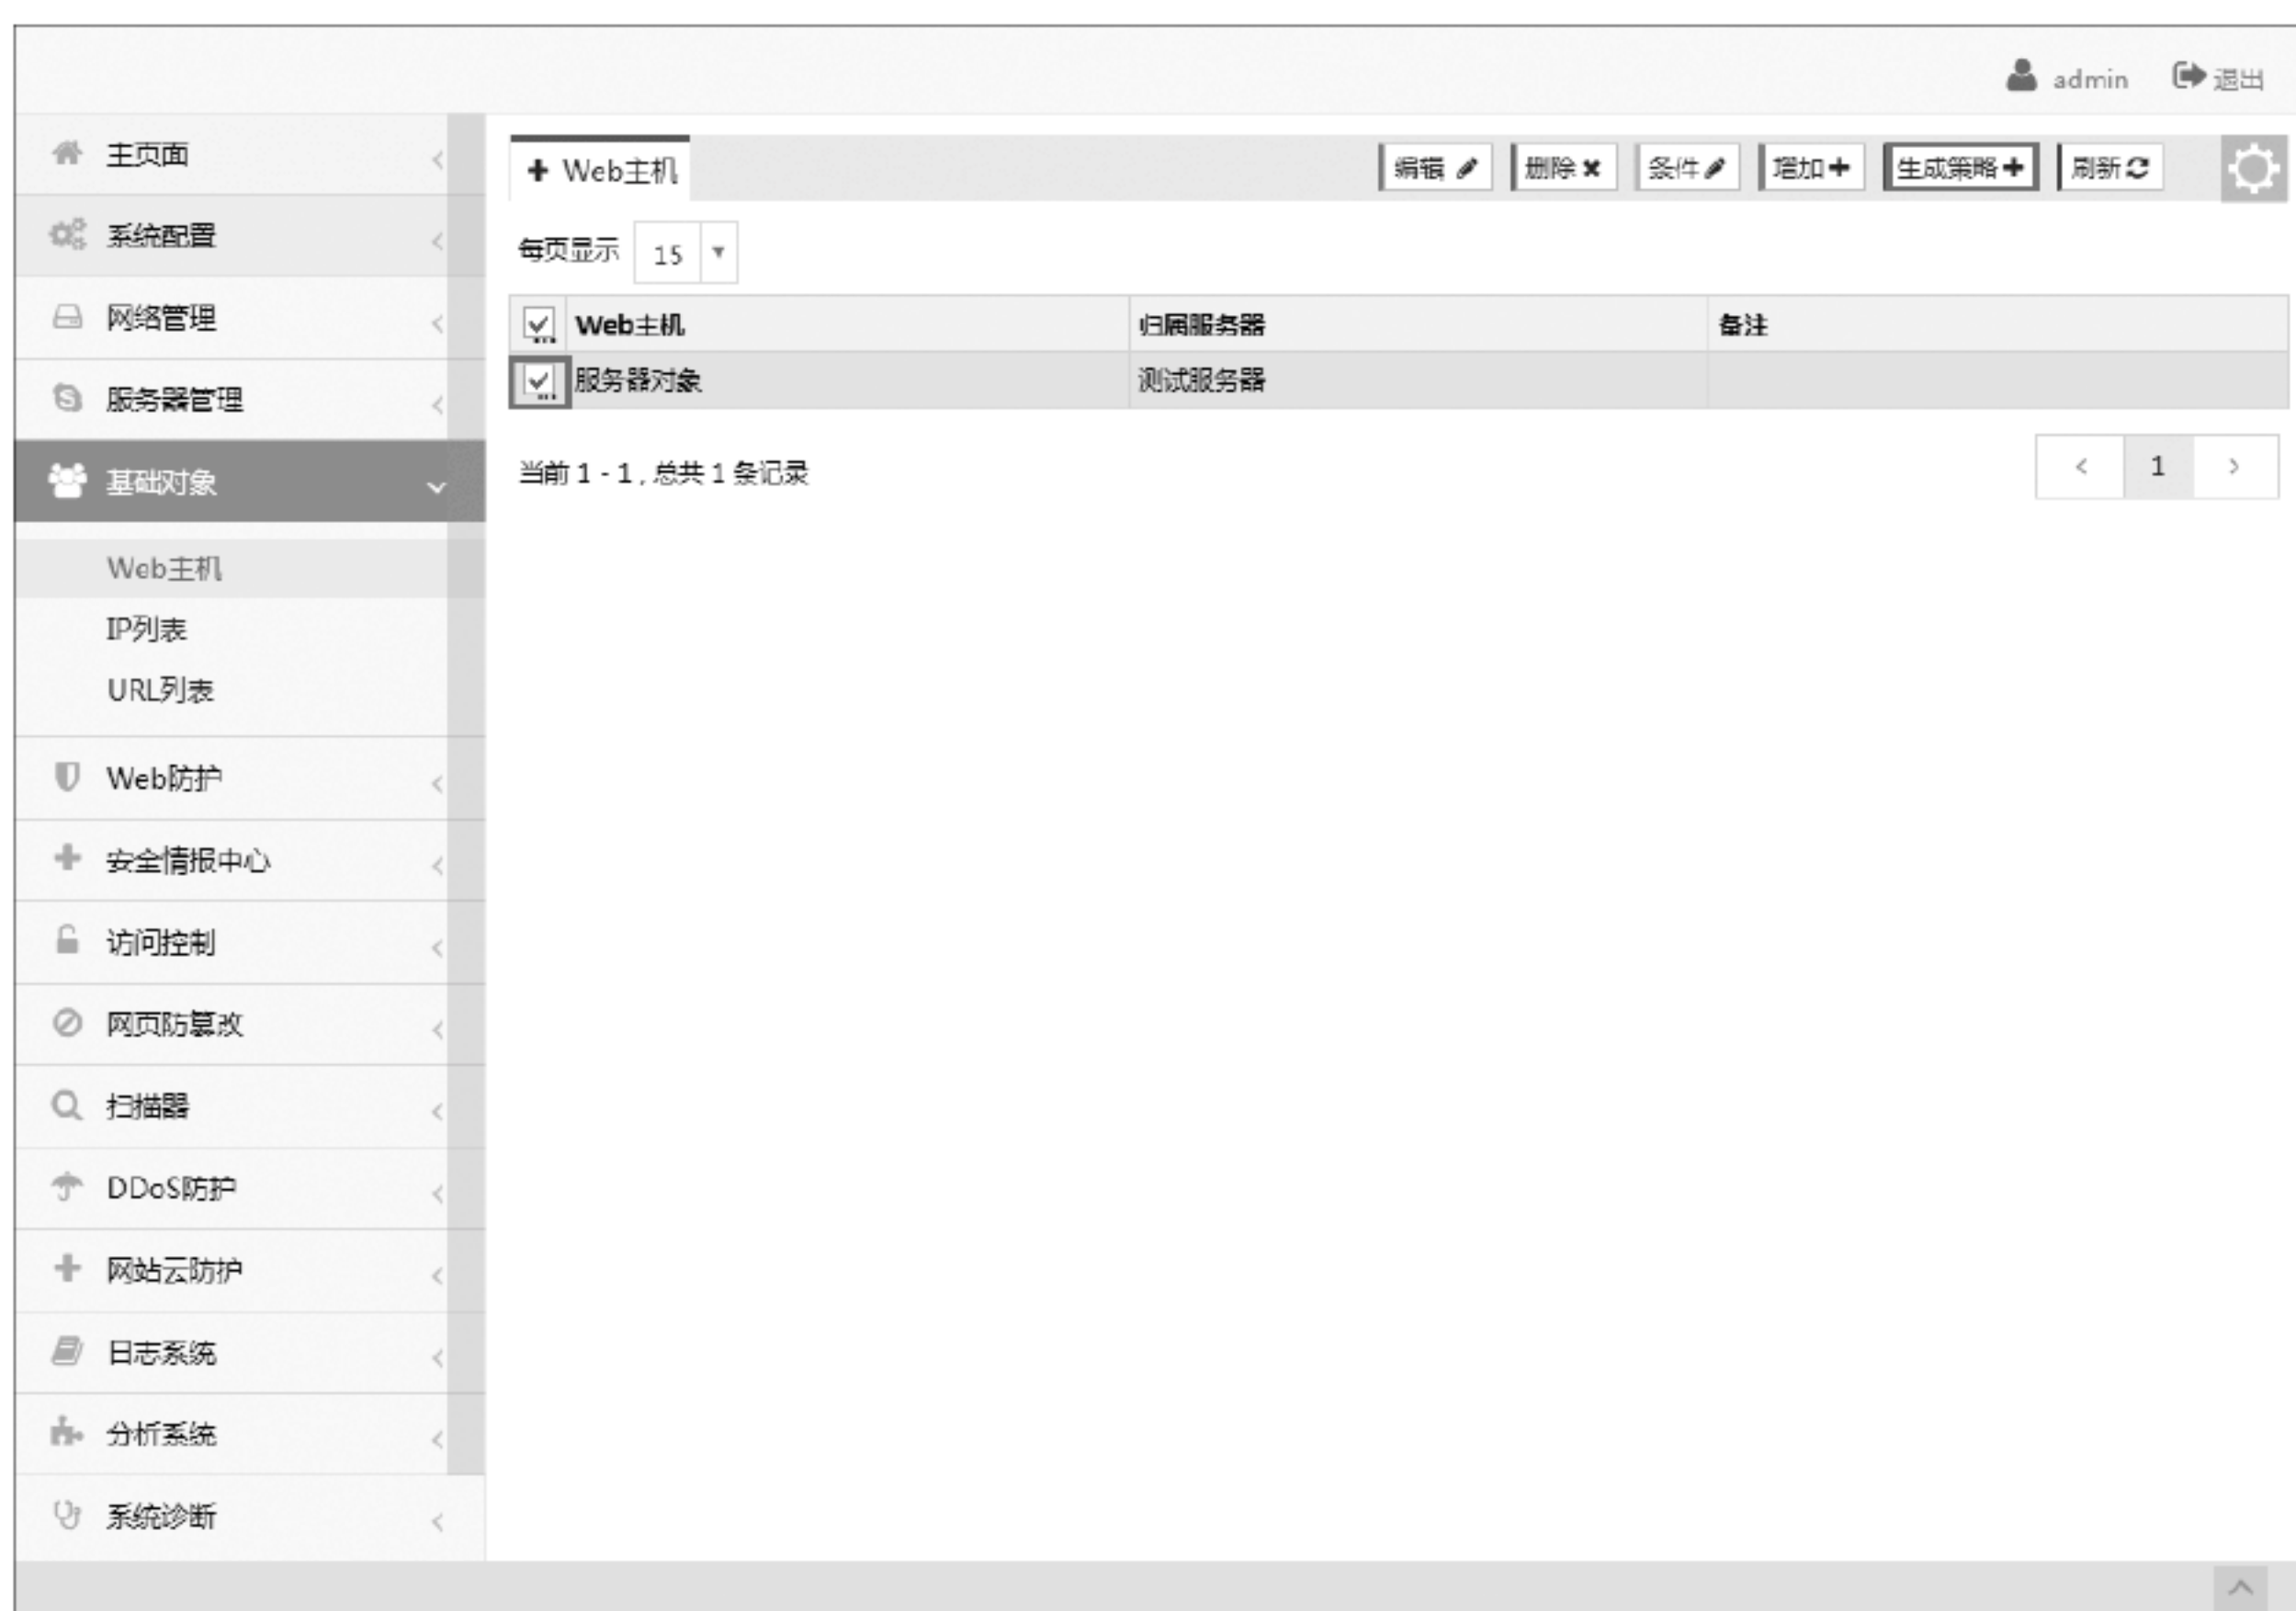 admin 退出
主页面
系统配置
网络管理
服务器管理
基础对象
Web主机
IP列表
URL列表
Web防护
安全情报中心
访问控制
网页防篡改
扫描器
DDoS防护
网站云防护
日志系统
分析系统
系统诊断
Web主机 编辑 删除 条件 增加 生成策略 刷新
每页显示 15
Web主机 归属服务器 备注
服务器对象 测试服务器
当前 1 - 1 , 总共 1 条记录 < 1 >